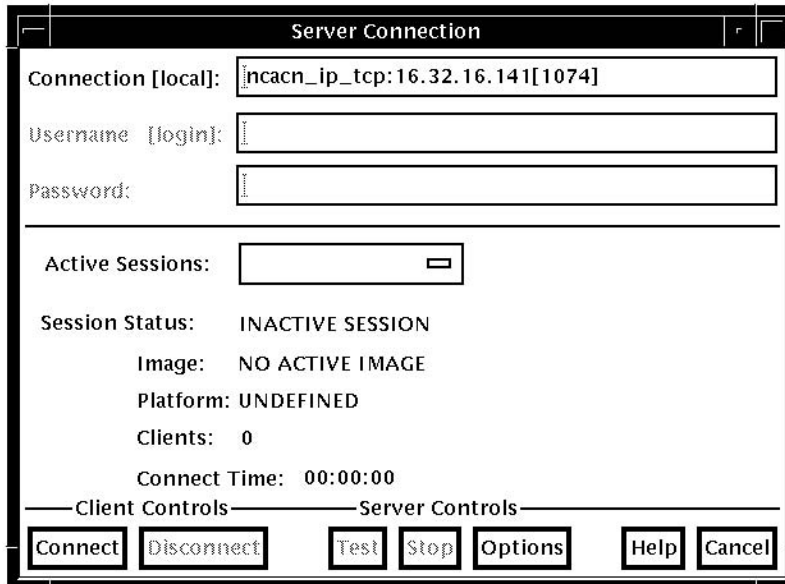 Server Connection
Connection [local]: ncacn_ip_tcp:16.32.16.141[1074]
Username [login]:
Password:
Active Sessions:
Session Status: INACTIVE SESSION
Image: NO ACTIVE IMAGE
Platform: UNDEFINED
Clients: 0
Connect Time: 00:00:00
Client Controls Server Controls
Connect Disconnect Test Stop Options Help Cancel